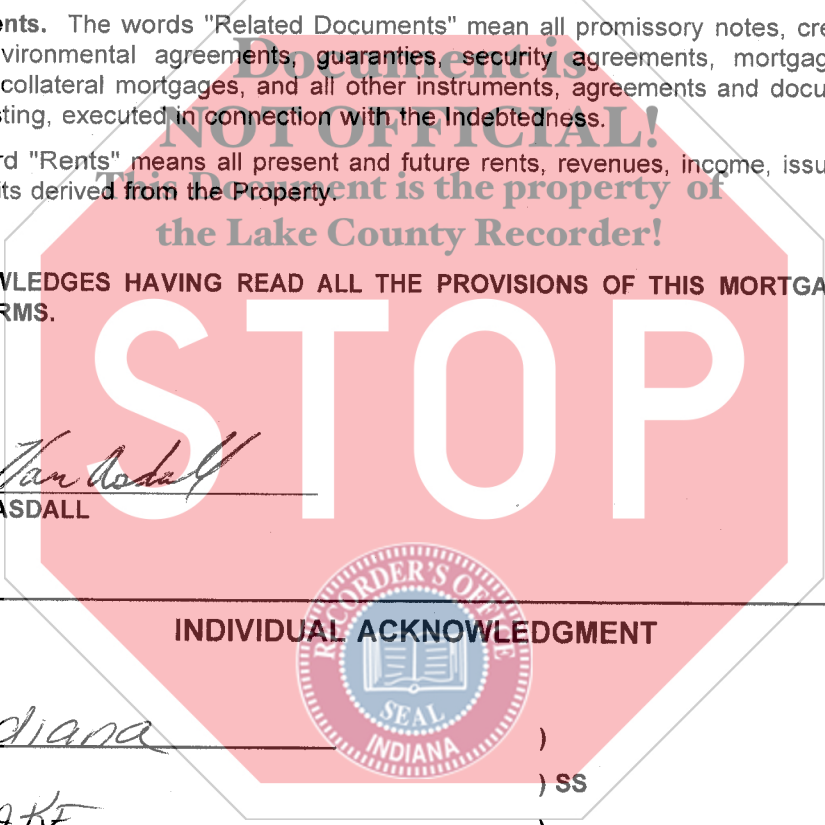 ents. The words "Related Documents" mean all promissory notes, cre
vironmental agreements, guaranties, security agreements, mortgag
collateral mortgages, and all other instruments, agreements and docu
sting, executed in connection with the Indebtedness.
Document is
NOT OFFICIAL!
rd "Rents" means all present and future rents, revenues, income, issu
its derived from the Property.
This Document is the property of
the Lake County Recorder!
WLEDGES HAVING READ ALL THE PROVISIONS OF THIS MORTGA
RMS.
STOP
Van Asdall
ASDALL
RECORDER'S OFFICE
SEAL
INDIANA
INDIVIDUAL ACKNOWLEDGMENT
diana )
) SS
AKE )